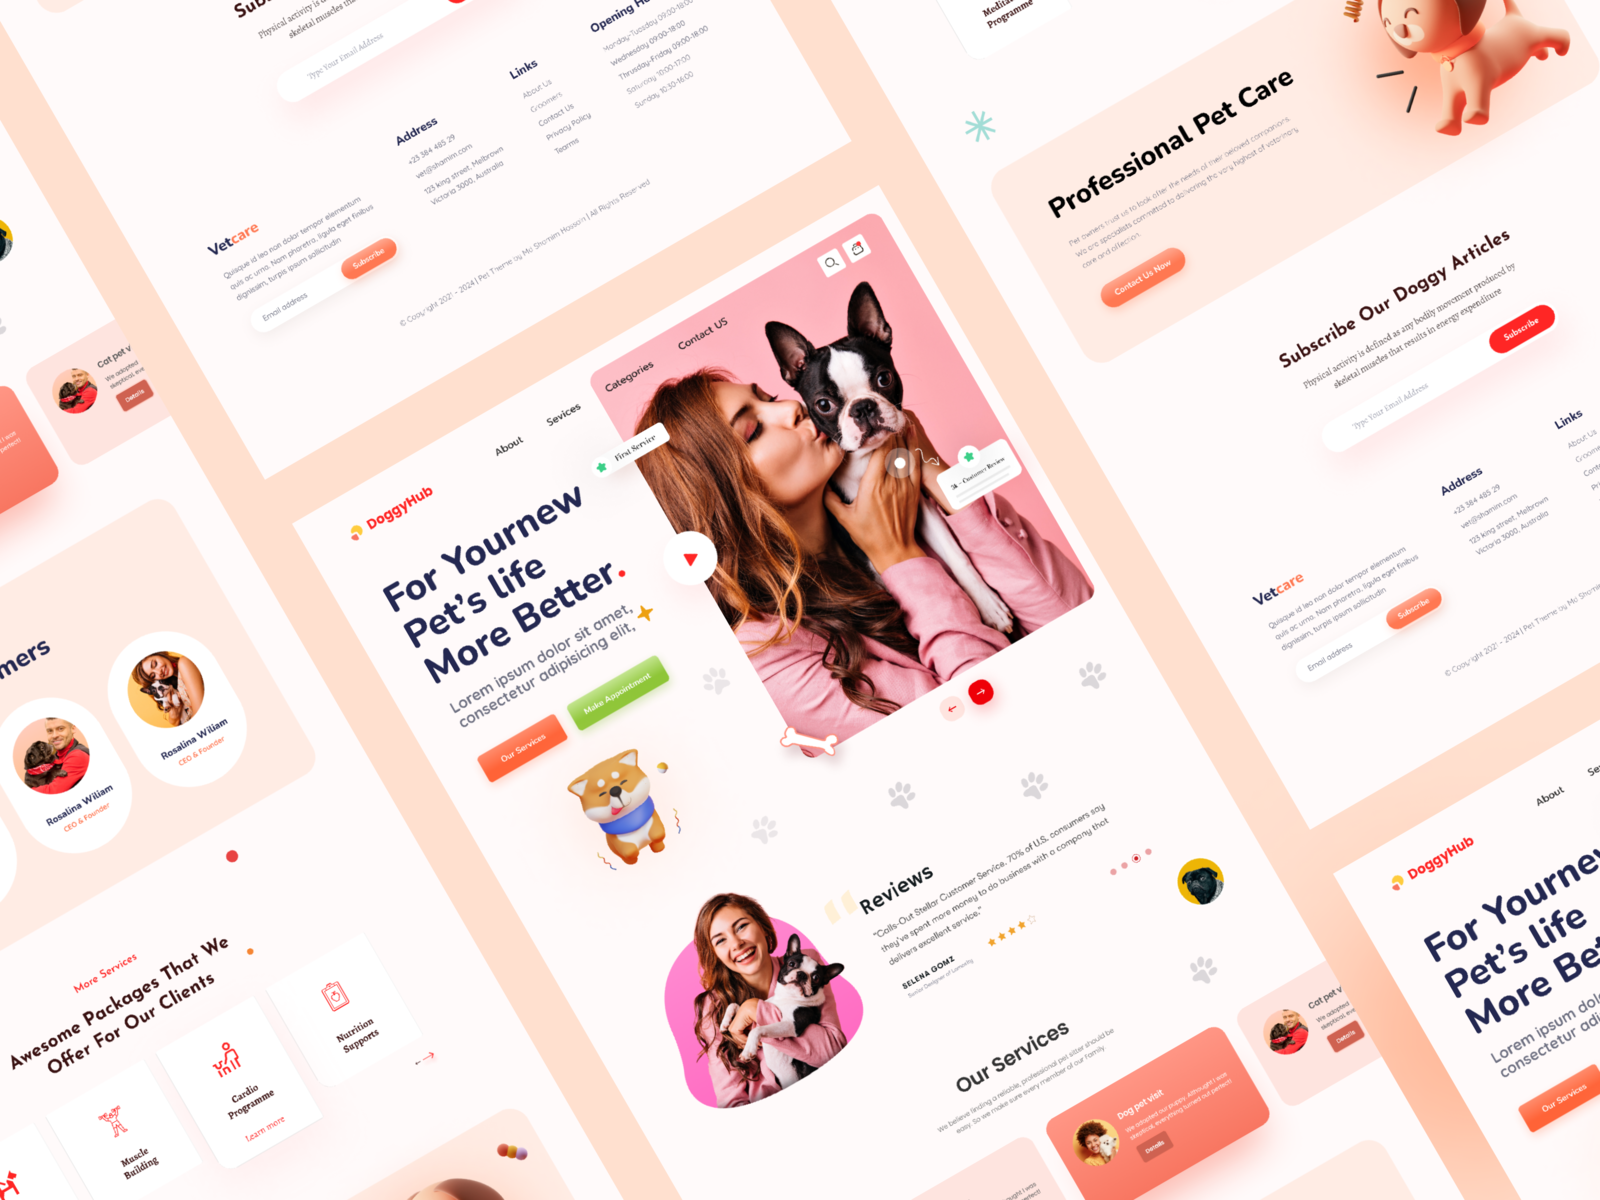 Physical activity is
skeletal muscles that
Type Your Email Address
Opening
Monday-Tuesday 09:00-18:00
Wednesday 09:00-18:00
Thrusday-Friday 09:00-18:00
Saturday 10:00-17:00
Sunday 10:30-16:00
Links
About Us
Groomers
Contact Us
Privacy Policy
Tearms
Address
+23 384 485 29
vet@shamim.com
123 king street, Melbrown
Victoria 3000, Australia
Vetcare
Quisque id leo non dolor tempor elementum
quis ac urna. Nam pharetra, ligula eget finibus
dignissim, turpis ipsum sollicitudin
Email address
Subscribe
© Copyright 2021 - 2024 | Pet Theme by Md Shamim Hossain | All Rights Reserved
Cat pet v
We adopted
skeptical, eve
Details
I was
perfect!
mers
Rosalina Wiliam
CEO & Founder
Rosalina Wiliam
CEO & Founder
More Services
Awesome Packages That We
Offer For Our Clients
Muscle
Building
Cardio
Programme
Learn more
Nutrition
Supports
DoggyHub
About
Sevices
Categories
Contact US
First Service
For Yournew
Pet's life
More Better.
Lorem ipsum dolor sit amet,
consectetur adipisicing elit,
Our Services
Make Appointment
2k+ Customer Review
Reviews
"Calls-Out Stellar Customer Service. 70% of U.S. consumers say
they've spent more money to do business with a company that
delivers excellent service."
SELENA GOMZ
Senior Designer of
Our Services
We believe finding a reliable, professional pet sitter should be
easy. So we make sure every member of our Family
Dog pet visit
We adopted our puppy. Althought I was
skeptical, everything turned our perfect!
Details
Cat pet v
We adopted
skeptical, eve
Details
thought I was
Meditat
Programme
Professional Pet Care
Per owners trust us to look after the needs of their beloved companions
We are specialists committed to delivering the very highest of veterinary
care and affection.
Contact Us Now
Subscribe Our Doggy Articles
Physical activity is defined as any bodily movement produced by
skeletal muscles that results in energy expenditure
Type Your Email Address
Subscribe
Links
About Us
Groome
Address
+23 384 485 29
vet@shamim.com
123 king street, Melbrown
Victoria 3000, Australia
Vetcare
Quisque id leo non dolor tempor elementum
quis ac urna. Nam pharetra, ligula eget finibus
dignissim, turpis ipsum sollicitudin
Email address
Subscribe
© Copyright 2021 - 2024 | Pet Theme by Md Shamim
DoggyHub
About
Se
For Yournew
Pet's life
More Be
Lorem ipsum dolo
consectetur adipis
Our Services